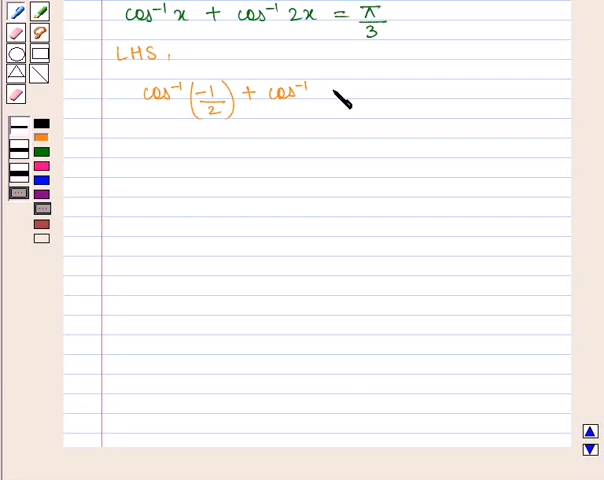 cos⁻¹ x + cos⁻¹ 2x = π/3
LHS,
cos⁻¹ (-1/2) + cos⁻¹